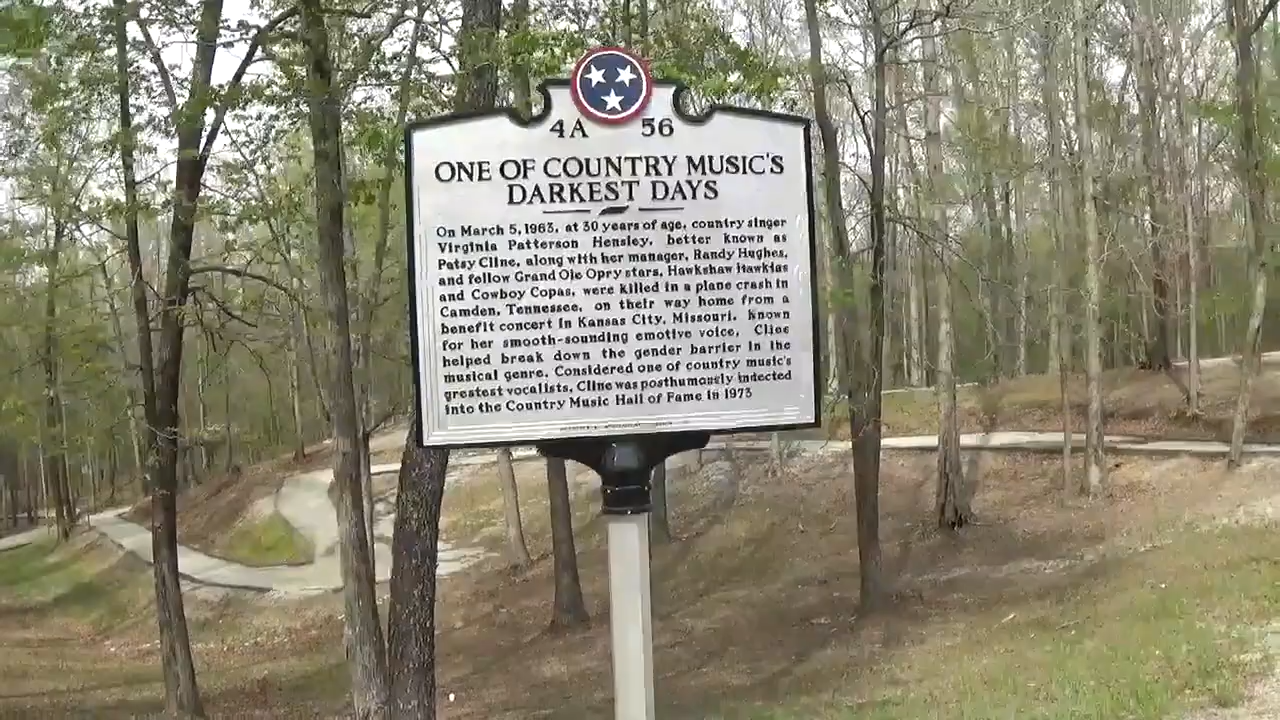 4A 56
ONE OF COUNTRY MUSIC'S
DARKEST DAYS
On March 5, 1963, at 30 years of age, country singer
Virginia Patterson Hensley, better known as
Patsy Cline, along with her manager, Randy Hughes,
and fellow Grand Ole Opry stars, Hawkshaw Hawkins
and Cowboy Copas, were killed in a plane crash in
Camden, Tennessee, on their way home from a
benefit concert in Kansas City, Missouri. Known
for her smooth-sounding emotive voice, Cline
helped break down the gender barrier in the
musical genre. Considered one of country music's
greatest vocalists, Cline was posthumously inducted
into the Country Music Hall of Fame in 1973